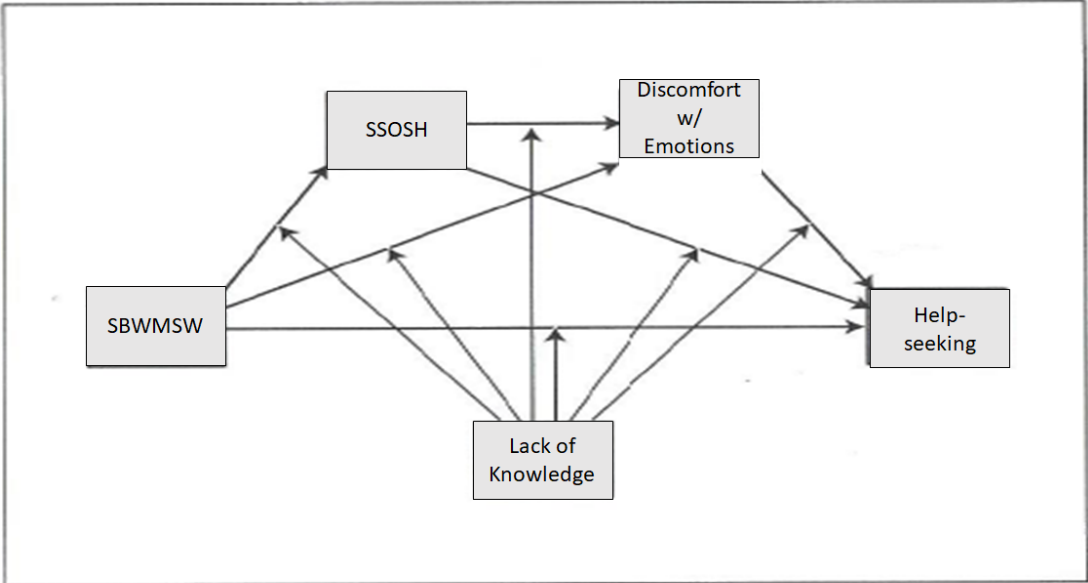 SSOSH
Discomfort
w/
Emotions
SBWMSW
Help-
seeking
Lack of
Knowledge